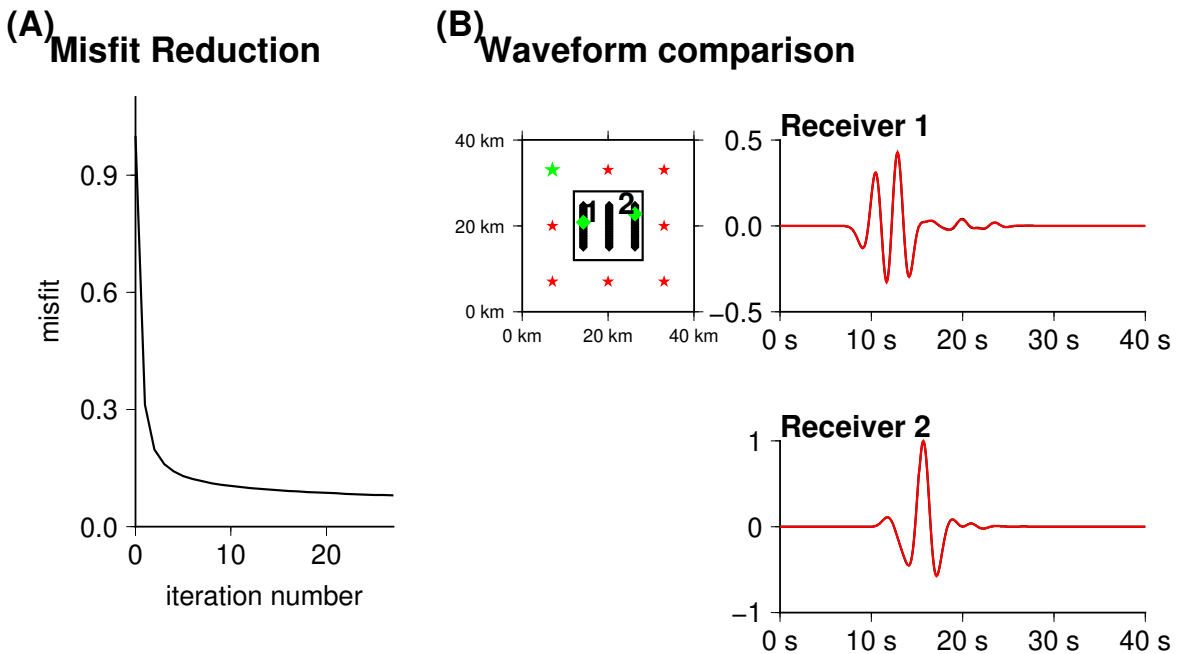 (A)
Misfit Reduction
misfit
0.9
0.6
0.3
0.0
0
10
20
iteration number
(B)
Waveform comparison
40 km
20 km
0 km
0 km
20 km
40 km
1
2
Receiver 1
0.5
0.0
−0.5
0 s
10 s
20 s
30 s
40 s
Receiver 2
1
0
−1
0 s
10 s
20 s
30 s
40 s